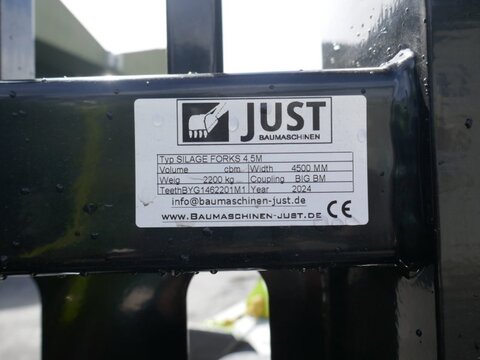 JUST
BAUMASCHINEN
Typ SILAGE FORKS 4,5M
Volume cbm Width 4500 MM
Weig 2200 kg Coupling BIG BM
TeethBYG1462201M1 Year 2024
info@baumaschinen-just.de
WWW.BAUMASCHINEN-JUST.DE CE